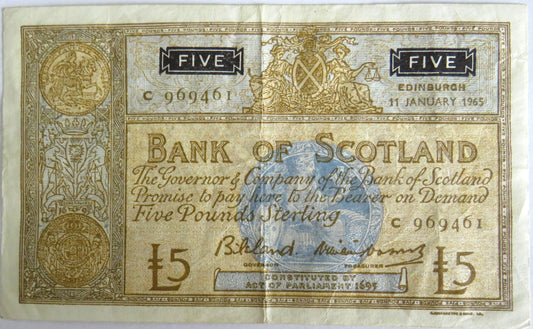 FIVE FIVE
EDINBURGH
C 969461 11 JANUARY 1965
BANK OF SCOTLAND
The Governor & Company of the Bank of Scotland
Promise to pay here to the Bearer on Demand
Five Pounds Sterling C 969461
GOVERNOR TREASURER
£5 CONSTITUTED BY £5
ACT OF PARLIAMENT 1695